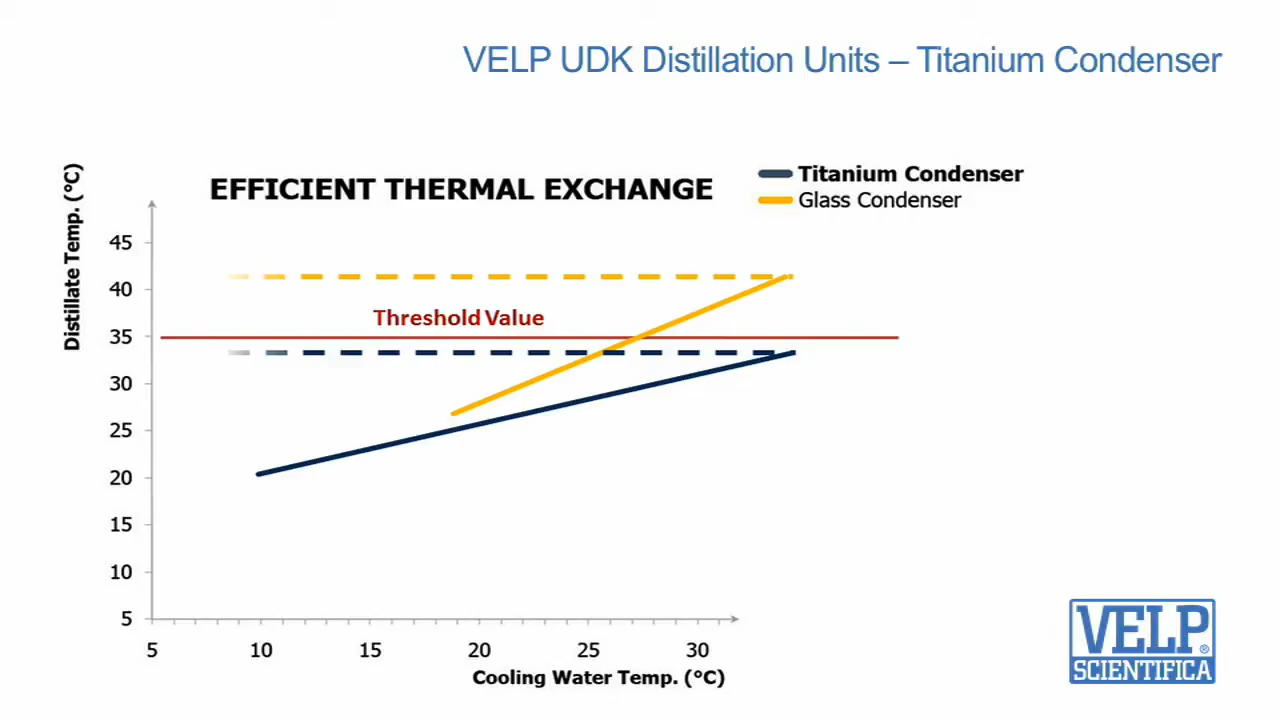 VELP UDK Distillation Units – Titanium Condenser
EFFICIENT THERMAL EXCHANGE
Titanium Condenser
Glass Condenser
Distillate Temp. (°C)
45
40
Threshold Value
35
30
25
20
15
10
5
5 10 15 20 25 30
Cooling Water Temp. (°C)
VELP®
SCIENTIFICA